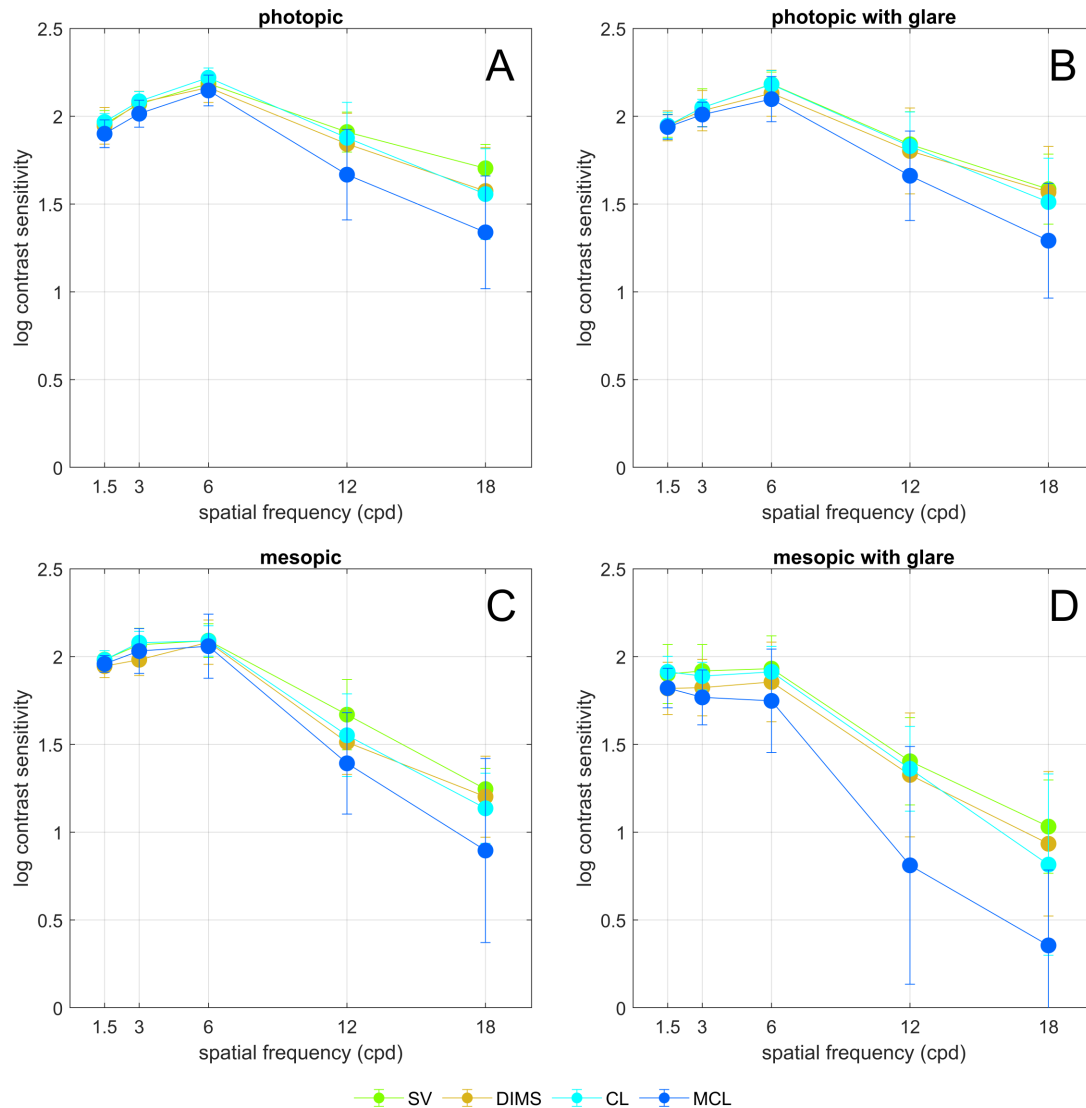 photopic
A
2.5
2
1.5
1
0.5
0
log contrast sensitivity
1.5 3 6 12 18
spatial frequency (cpd)
photopic with glare
B
2.5
2
1.5
1
0.5
0
log contrast sensitivity
1.5 3 6 12 18
spatial frequency (cpd)
mesopic
C
2.5
2
1.5
1
0.5
0
log contrast sensitivity
1.5 3 6 12 18
spatial frequency (cpd)
mesopic with glare
D
2.5
2
1.5
1
0.5
0
log contrast sensitivity
1.5 3 6 12 18
spatial frequency (cpd)
SV DIMS CL MCL